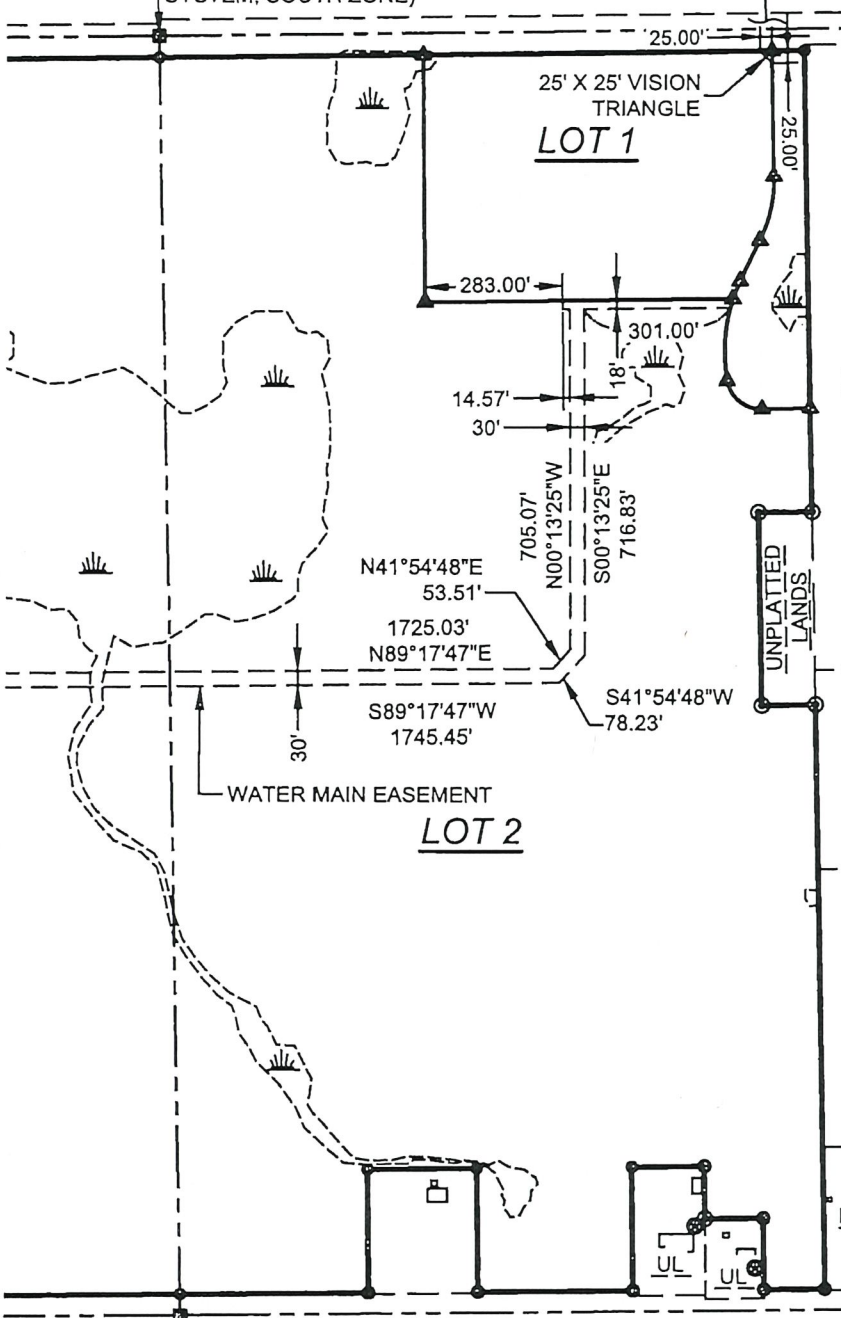 25.00'
25' X 25' VISION
TRIANGLE
25.00'
LOT 1
283.00'
301.00'
18'
14.57'
30'
705.07'
N00°13'25"W
S00°13'25"E
716.83'
N41°54'48"E
53.51'
1725.03'
N89°17'47"E
UNPLATTED
LANDS
S89°17'47"W
1745.45'
S41°54'48"W
78.23'
30'
WATER MAIN EASEMENT
LOT 2
UL
UL